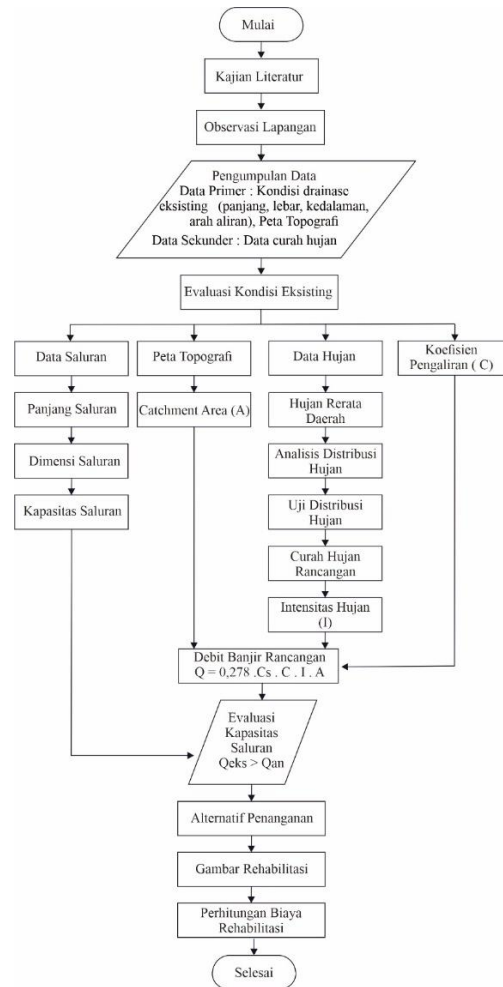 Mulai
Kajian Literatur
Observasi Lapangan
Pengumpulan Data
Data Primer : Kondisi drainase
eksisting (panjang, lebar, kedalaman,
arah aliran), Peta Topografi
Data Sekunder : Data curah hujan
Evaluasi Kondisi Eksisting
Data Saluran
Panjang Saluran
Dimensi Saluran
Kapasitas Saluran
Peta Topografi
Catchment Area (A)
Data Hujan
Hujan Rerata
Daerah
Analisis Distribusi
Hujan
Uji Distribusi
Hujan
Curah Hujan
Rancangan
Intensitas Hujan
(I)
Koefisien
Pengaliran ( C )
Debit Banjir Rancangan
Q = 0,278 .Cs . C . I . A
Evaluasi
Kapasitas
Saluran
Qeks > Qan
Alternatif Penanganan
Gambar Rehabilitasi
Perhitungan Biaya
Rehabilitasi
Selesai